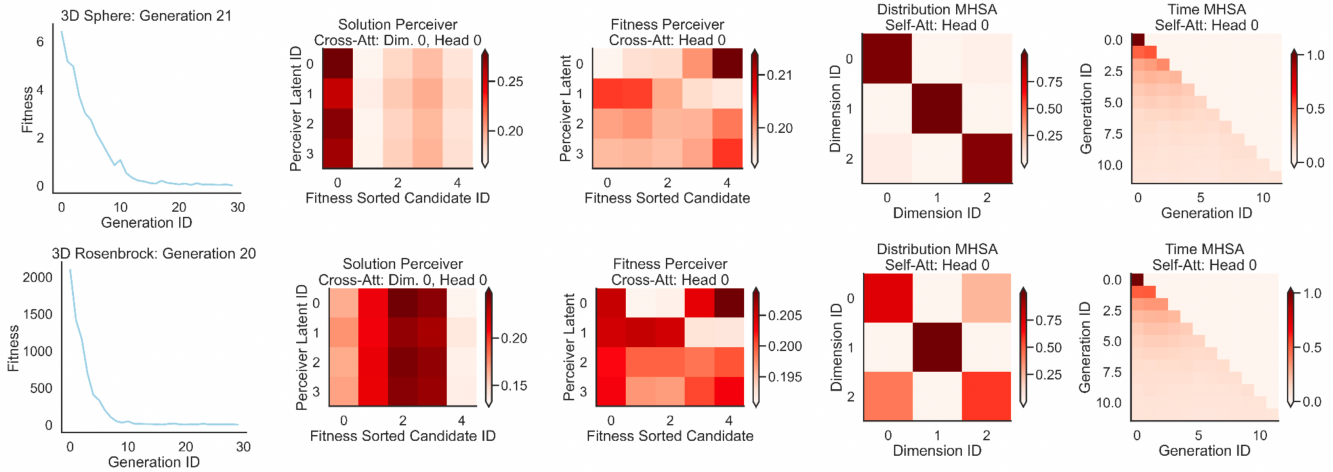 3D Sphere: Generation 21
Fitness
6
4
2
0
0 10 20 30
Generation ID
Solution Perceiver
Cross-Att: Dim. 0, Head 0
Perceiver Latent ID
0
1
2
3
0 2 4
Fitness Sorted Candidate ID
0.25
0.20
Fitness Perceiver
Cross-Att: Head 0
Perceiver Latent
0
1
2
3
0 2 4
Fitness Sorted Candidate
0.21
0.20
Distribution MHSA
Self-Att: Head 0
Dimension ID
0
1
2
0 1 2
Dimension ID
0.75
0.50
0.25
Time MHSA
Self-Att: Head 0
Generation ID
0.0
2.5
5.0
7.5
10.0
0 5 10
Generation ID
1.0
0.5
0.0
3D Rosenbrock: Generation 20
Fitness
2000
1500
1000
500
0
0 10 20 30
Generation ID
Solution Perceiver
Cross-Att: Dim. 0, Head 0
Perceiver Latent ID
0
1
2
3
0 2 4
Fitness Sorted Candidate ID
0.20
0.15
Fitness Perceiver
Cross-Att: Head 0
Perceiver Latent
0
1
2
3
0 2 4
Fitness Sorted Candidate
0.205
0.200
0.195
Distribution MHSA
Self-Att: Head 0
Dimension ID
0
1
2
0 1 2
Dimension ID
0.75
0.50
0.25
Time MHSA
Self-Att: Head 0
Generation ID
0.0
2.5
5.0
7.5
10.0
0 5 10
Generation ID
1.0
0.5
0.0